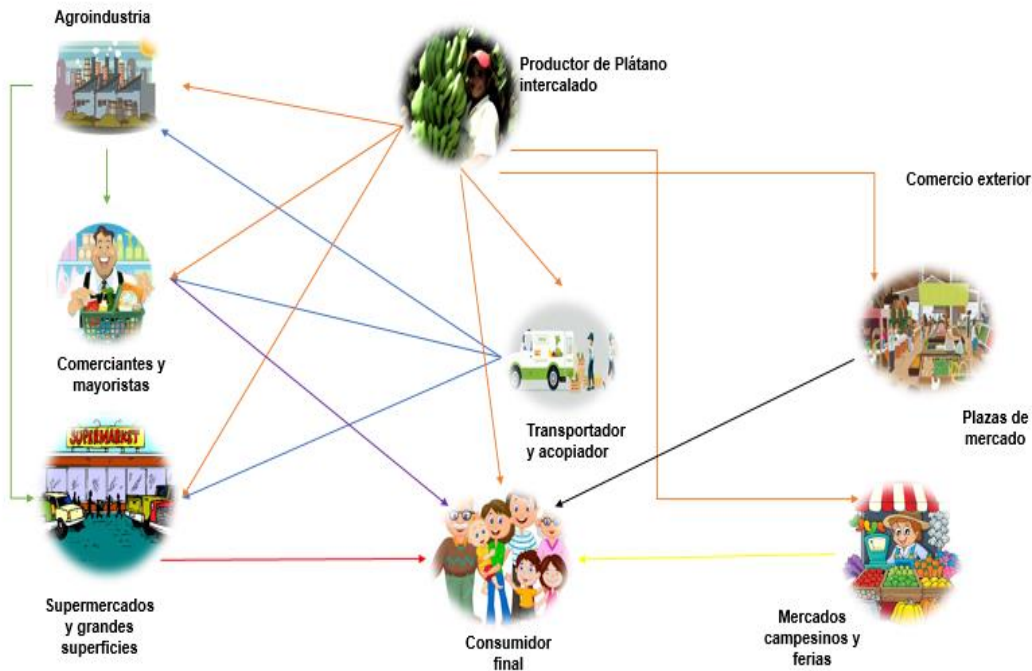 Agroindustria
Productor de Plátano
intercalado
Comercio exterior
Comerciantes y
mayoristas
Plazas de
mercado
Transportador
y acopiador
SUPERMARKET
Supermercados
y grandes
superficies
Consumidor
final
Mercados
campesinos y
ferias